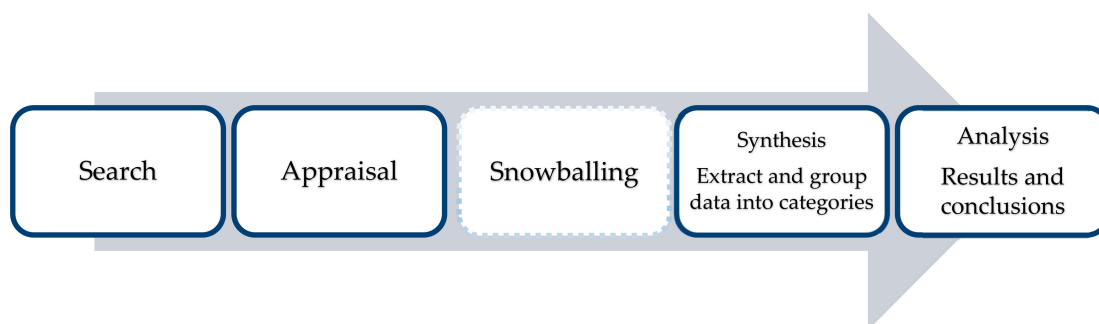 Search
Appraisal
Snowballing
Synthesis
Extract and group
data into categories
Analysis
Results and
conclusions